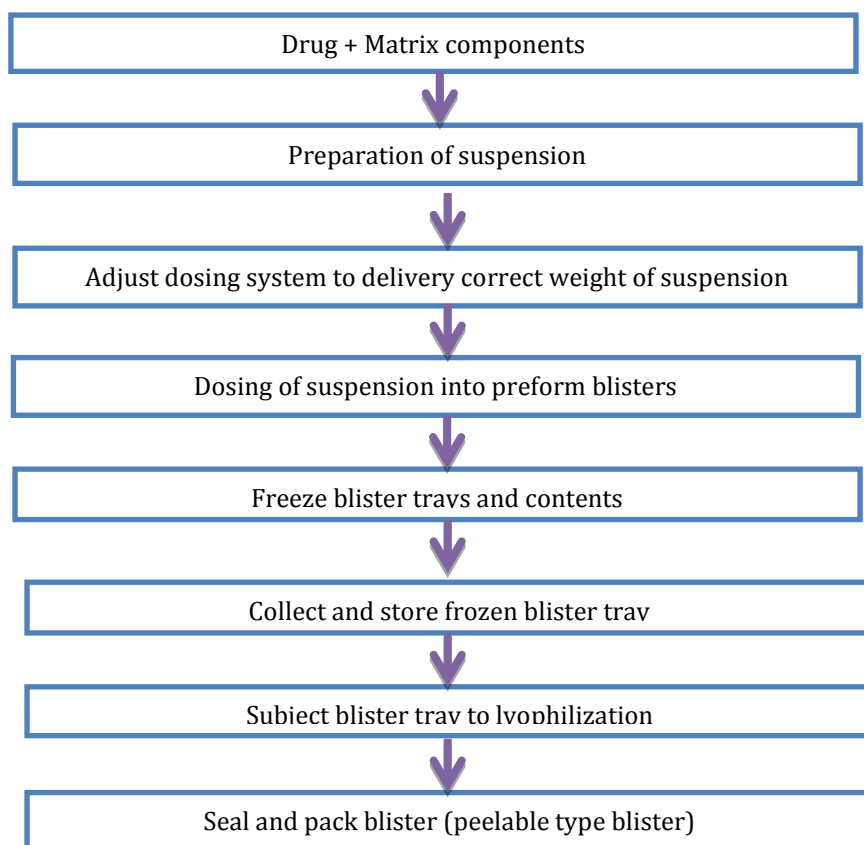 Drug + Matrix components
Preparation of suspension
Adjust dosing system to delivery correct weight of suspension
Dosing of suspension into preform blisters
Freeze blister trays and contents
Collect and store frozen blister tray
Subject blister tray to lyophilization
Seal and pack blister (peelable type blister)